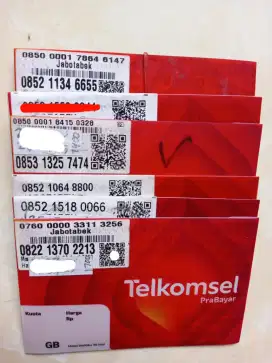 0850 0001 7864 6147
Jabotabek
0852 1134 6655
0850 0001 8415 0326
0853 1325 7474
0852 1064 8800
0852 1518 0066
0760 0000 3311 3256
Jabotabek
0822 1370 2213
Telkomsel
PraBayar
Kuota
Harga
Rp
GB